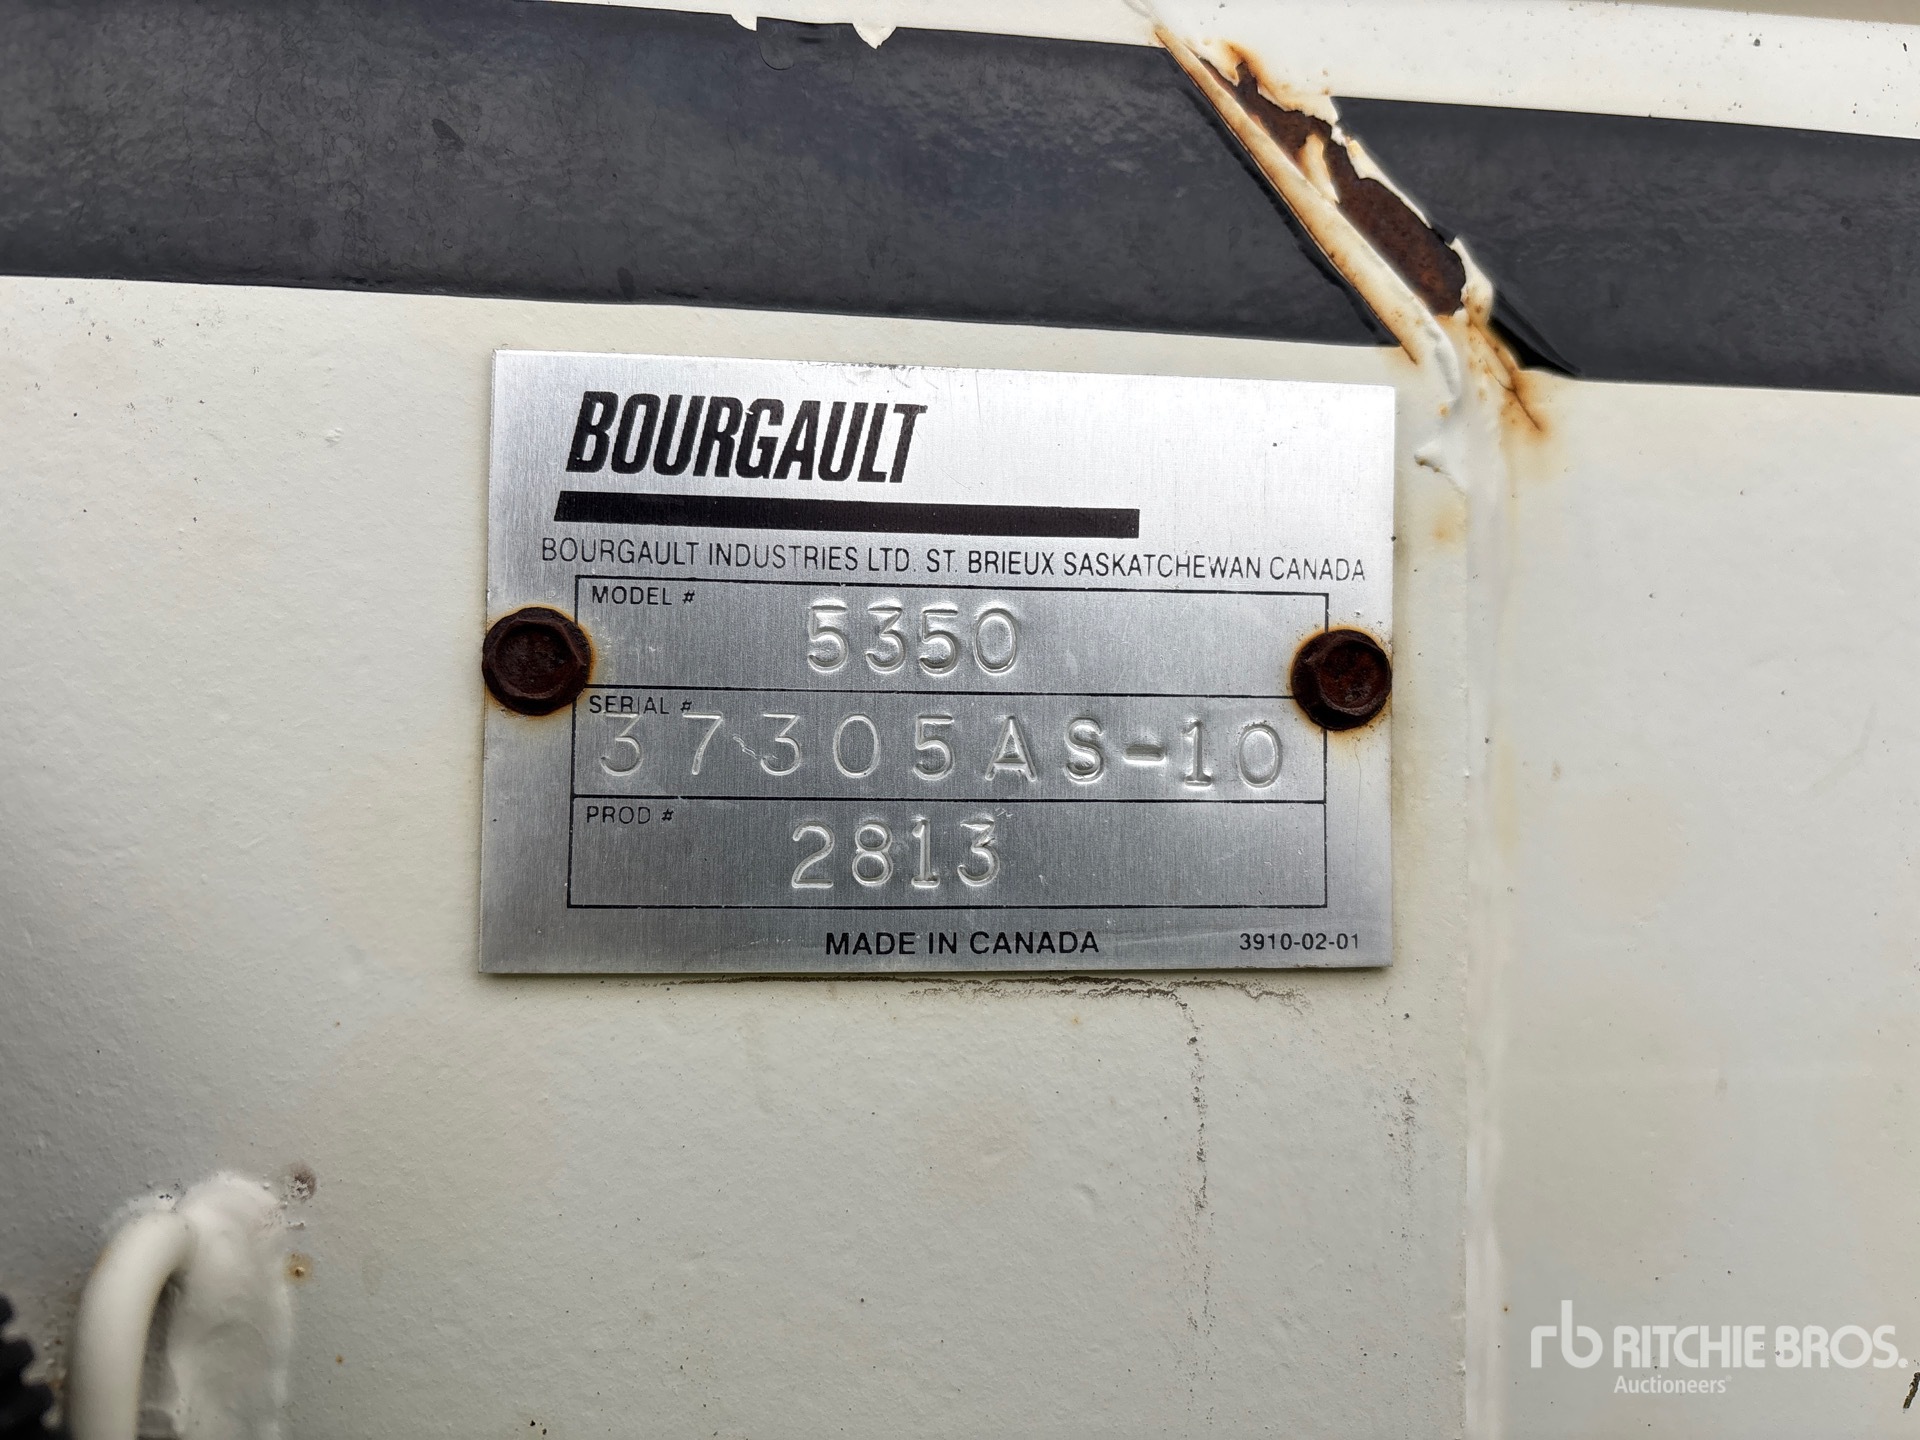 BOURGAULT
BOURGAULT INDUSTRIES LTD. ST. BRIEUX SASKATCHEWAN CANADA
MODEL # 5350
SERIAL # 37305AS-10
PROD # 2813
MADE IN CANADA 3910-02-01
rb RITCHIE BROS.
Auctioneers